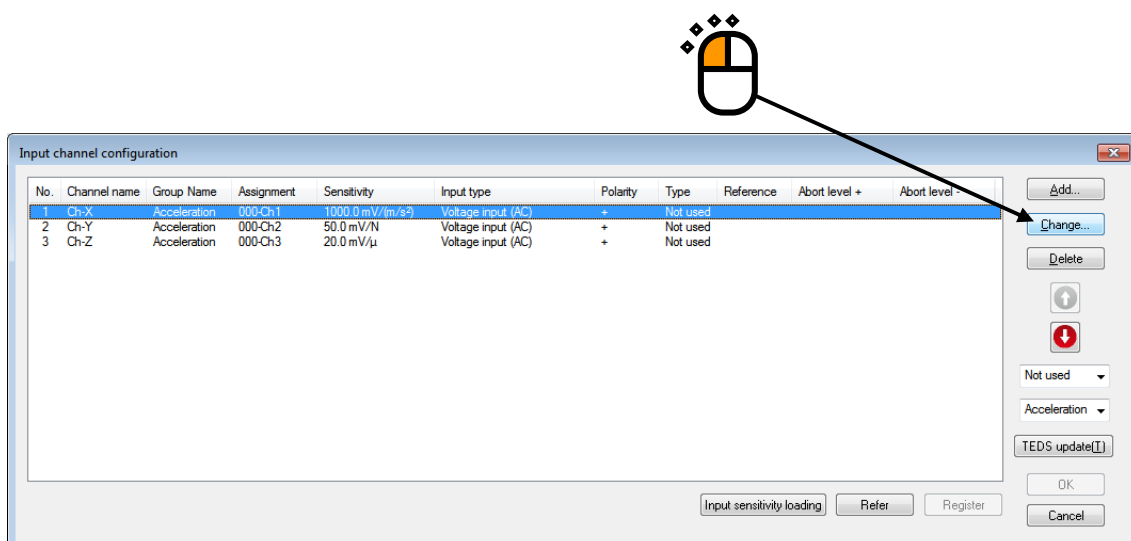 Input channel configuration
No. Channel name Group Name Assignment Sensitivity Input type Polarity Type Reference Abort level + Abort level -
1 Ch-X Acceleration 000-Ch1 1000.0 mV/(m/s²) Voltage input (AC) + Not used
2 Ch-Y Acceleration 000-Ch2 50.0 mV/N Voltage input (AC) + Not used
3 Ch-Z Acceleration 000-Ch3 20.0 mV/μ Voltage input (AC) + Not used
Add...
Change...
Delete
Not used
Acceleration
TEDS update(T)
OK
Input sensitivity loading Refer Register
Cancel